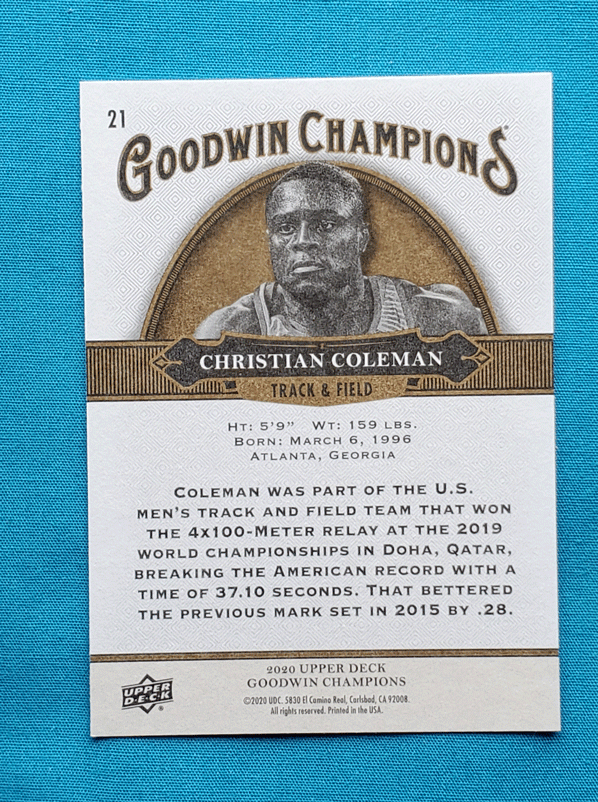 21
GOODWIN CHAMPIONS
CHRISTIAN COLEMAN
TRACK & FIELD
HT: 5'9" WT: 159 LBS.
BORN: MARCH 6, 1996
ATLANTA, GEORGIA
COLEMAN WAS PART OF THE U.S.
MEN'S TRACK AND FIELD TEAM THAT WON
THE 4X100-METER RELAY AT THE 2019
WORLD CHAMPIONSHIPS IN DOHA, QATAR,
BREAKING THE AMERICAN RECORD WITH A
TIME OF 37.10 SECONDS. THAT BETTERED
THE PREVIOUS MARK SET IN 2015 BY .28.
2020 UPPER DECK
GOODWIN CHAMPIONS
UPPER
D·E·C·K
®
©2020 UDC. 5830 El Camino Real, Carlsbad, CA 92008.
All rights reserved. Printed in the USA.